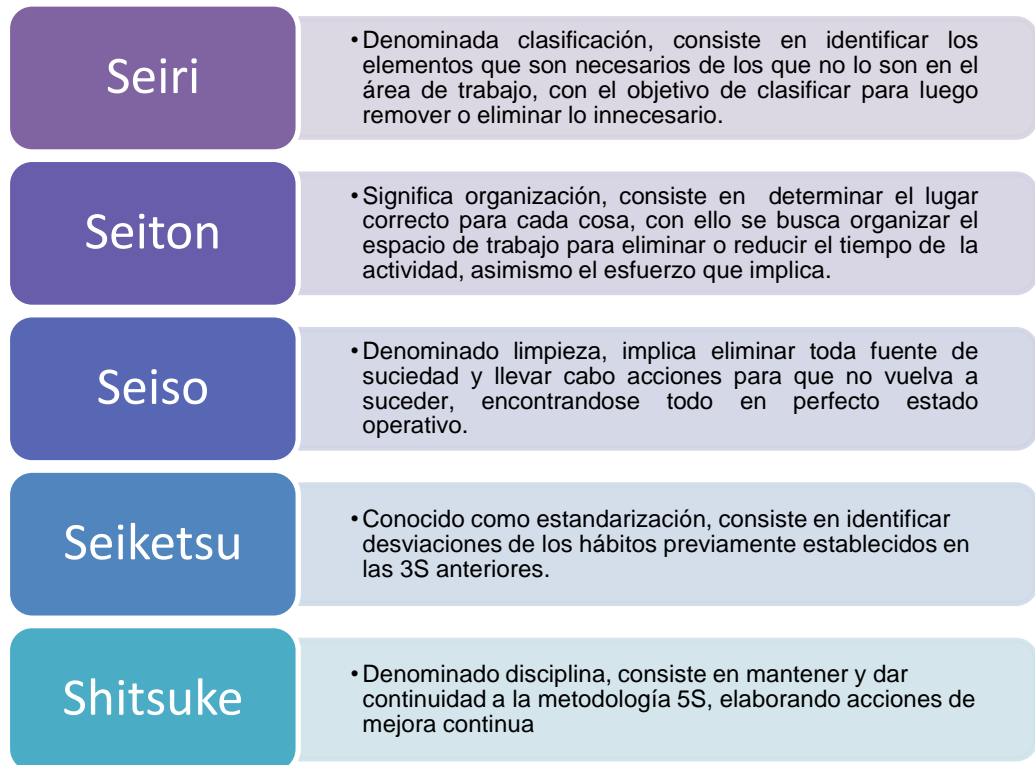 Seiri
•Denominada clasificación, consiste en identificar los
elementos que son necesarios de los que no lo son en el
área de trabajo, con el objetivo de clasificar para luego
remover o eliminar lo innecesario.
Seiton
•Significa organización, consiste en determinar el lugar
correcto para cada cosa, con ello se busca organizar el
espacio de trabajo para eliminar o reducir el tiempo de la
actividad, asimismo el esfuerzo que implica.
Seiso
•Denominado limpieza, implica eliminar toda fuente de
suciedad y llevar cabo acciones para que no vuelva a
suceder, encontrandose todo en perfecto estado
operativo.
Seiketsu
•Conocido como estandarización, consiste en identificar
desviaciones de los hábitos previamente establecidos en
las 3S anteriores.
Shitsuke
•Denominado disciplina, consiste en mantener y dar
continuidad a la metodología 5S, elaborando acciones de
mejora continua